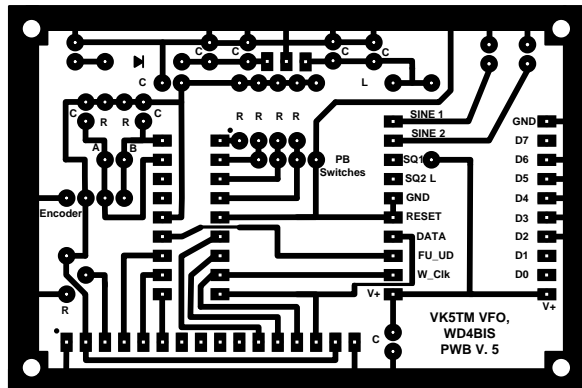 C C C C
C L
C R R C R R R R SINE 1 GND
A B SINE 2 D7
PB SQ1 D6
Switches SQ2 L D5
Encoder GND D4
RESET D3
DATA D2
FU_UD D1
W_Clk D0
R V+ V+
VK5TM VFO,
WD4BIS
C PWB V. 5